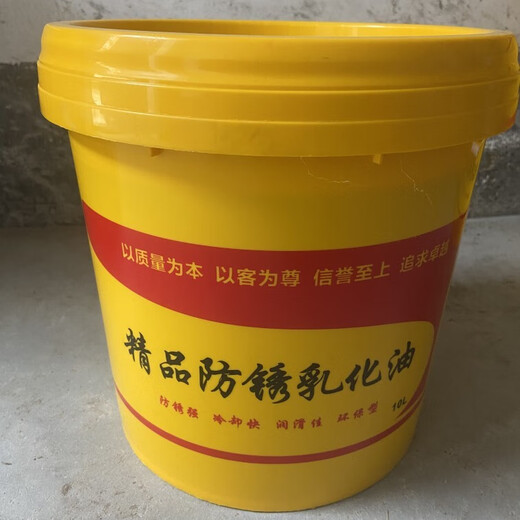 以质量为本 以客为尊 信誉至上 追求卓越
精品防锈乳化油
防锈强 冷却快 润滑佳 环保型 10L